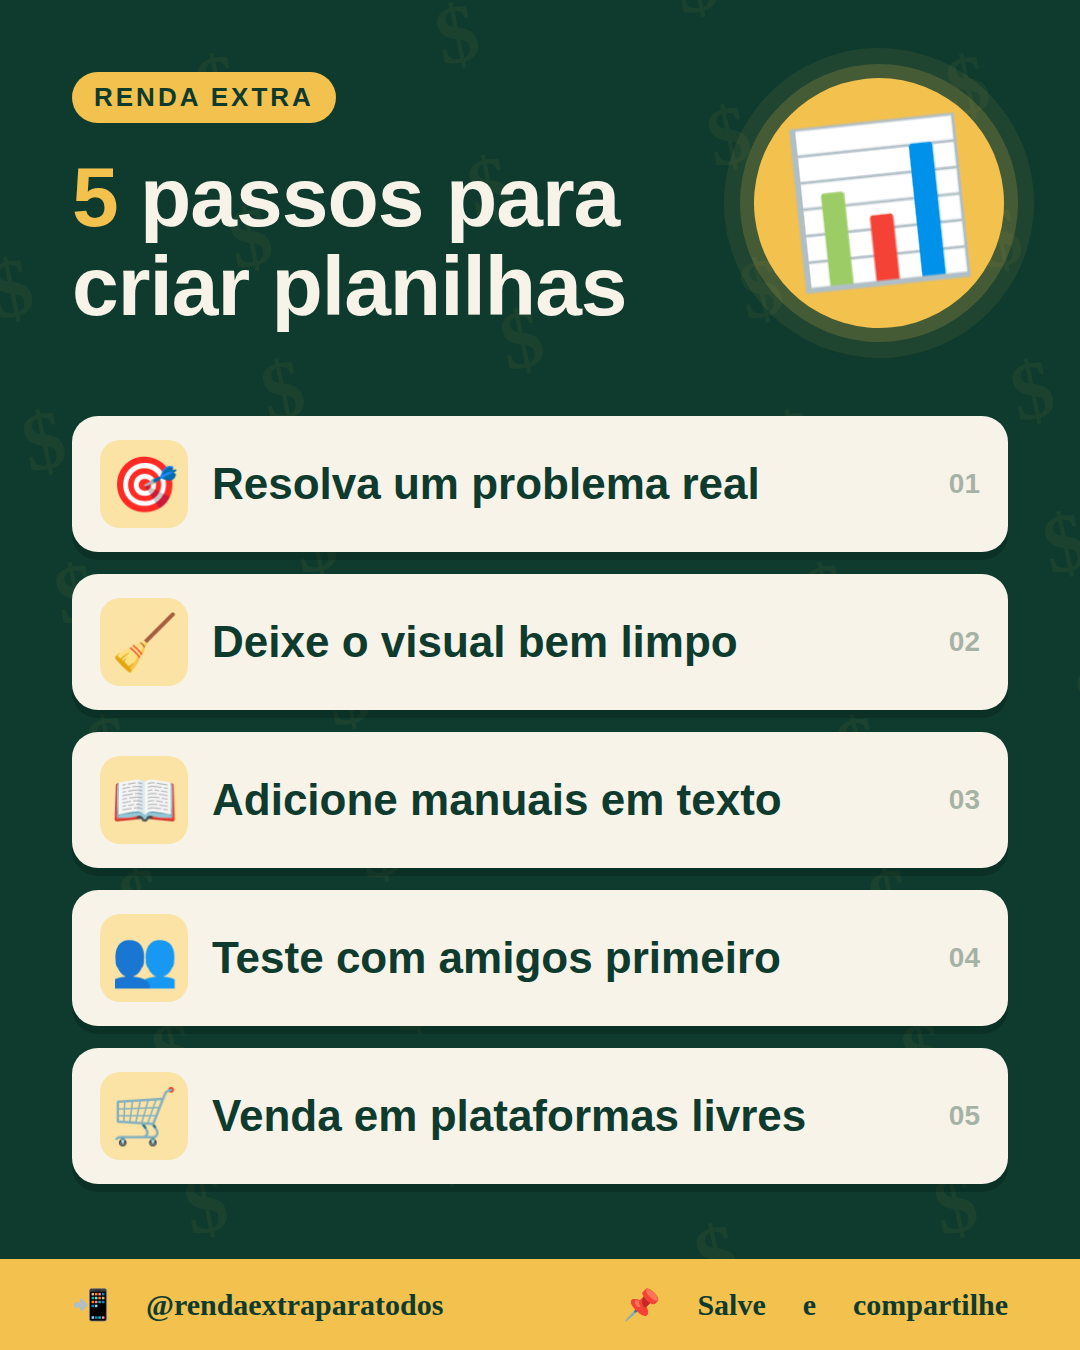 RENDA EXTRA
5 passos para
criar planilhas
Resolva um problema real 01
Deixe o visual bem limpo 02
Adicione manuais em texto 03
Teste com amigos primeiro 04
Venda em plataformas livres 05
@rendaextraparatodos
Salve e compartilhe